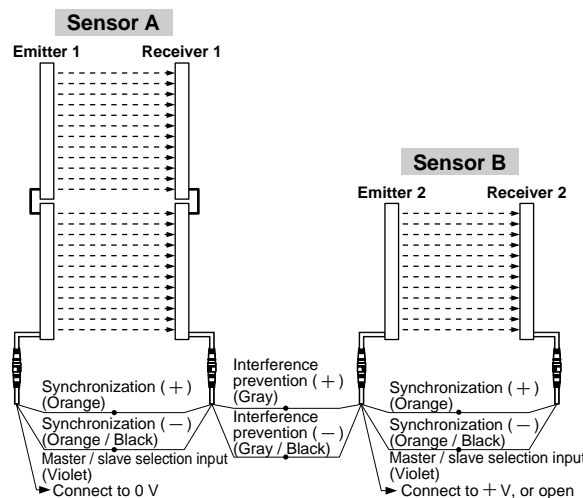 Sensor A
Emitter 1
Receiver 1
Sensor B
Emitter 2
Receiver 2
Synchronization (+)
(Orange)
Synchronization (−)
(Orange / Black)
Master / slave selection input
(Violet)
Connect to 0 V
Interference
prevention (+)
(Gray)
Interference
prevention (−)
(Gray / Black)
Synchronization (+)
(Orange)
Synchronization (−)
(Orange / Black)
Master / slave selection input
(Violet)
Connect to + V, or open